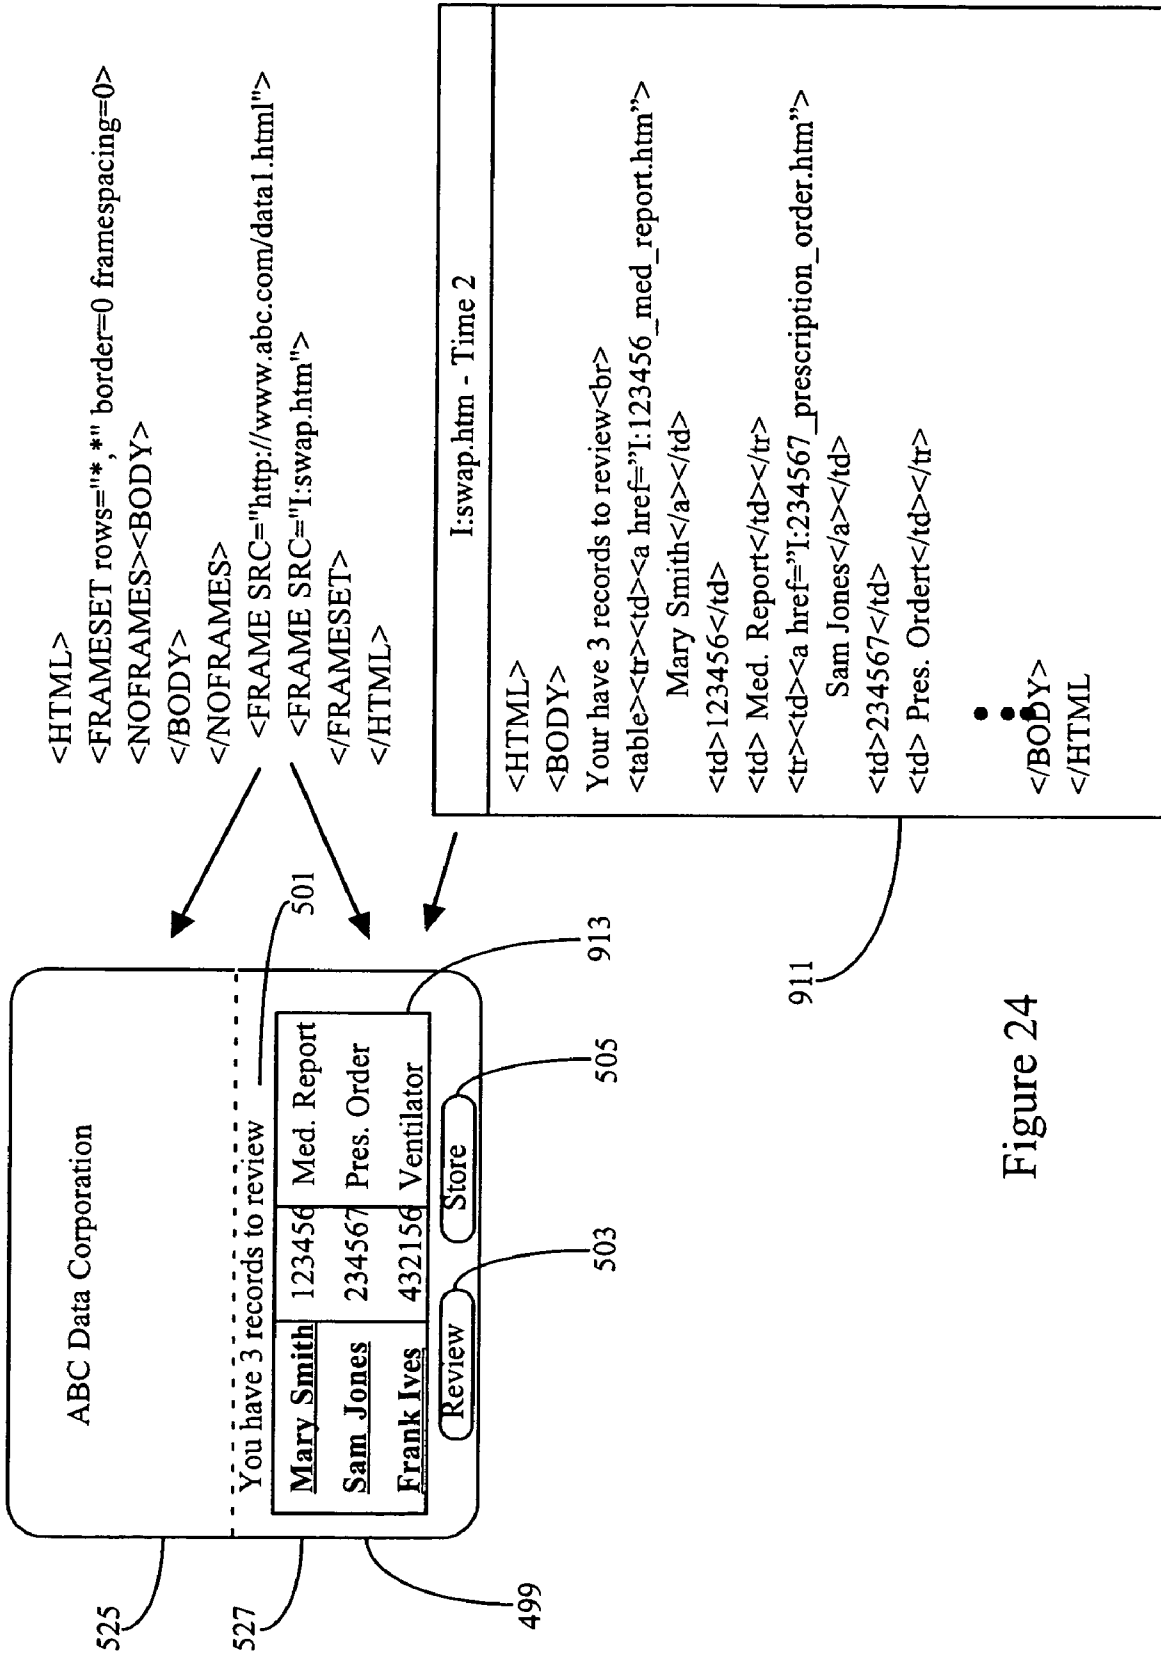 ABC Data Corporation
You have 3 records to review
Mary Smith 123456 Med. Report
Sam Jones 234567 Pres. Order
Frank Ives 432156 Ventilator
Review Store
525
527
499
501
913
505
503
<HTML>
<FRAMESET rows="*,*" border=0 framespacing=0>
<NOFRAMES><BODY>
</BODY>
</NOFRAMES>
<FRAME SRC="http://www.abc.com/data1.html">
<FRAME SRC="I:swap.htm">
</FRAMESET>
</HTML>
I:swap.htm - Time 2
<HTML>
<BODY>
Your have 3 records to review<br>
<table><tr><td><a href=”I:123456_med_report.htm”>
Mary Smith</a></td>
<td>123456</td>
<td> Med. Report</td></tr>
<tr><td><a href=”I:234567_prescription_order.htm”>
Sam Jones</a></td>
<td>234567</td>
<td> Pres. Ordert</td></tr>
</BODY>
</HTML
911
Figure 24